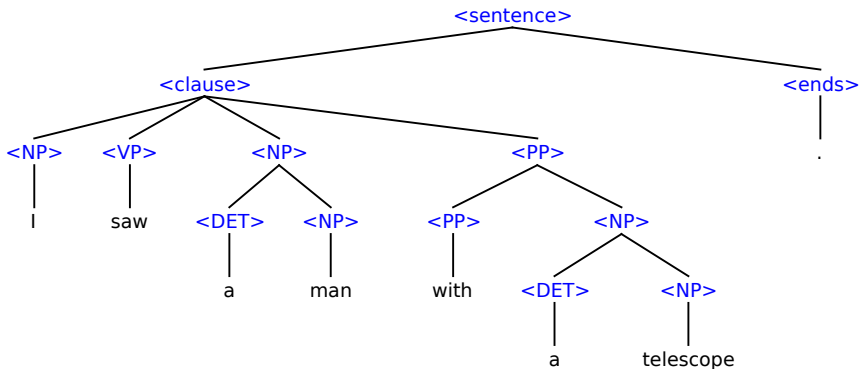 <sentence>
<clause> <ends>
<NP> <VP> <NP> <PP> .
I saw <DET> <NP> <PP> <NP>
a man with <DET> <NP>
a telescope